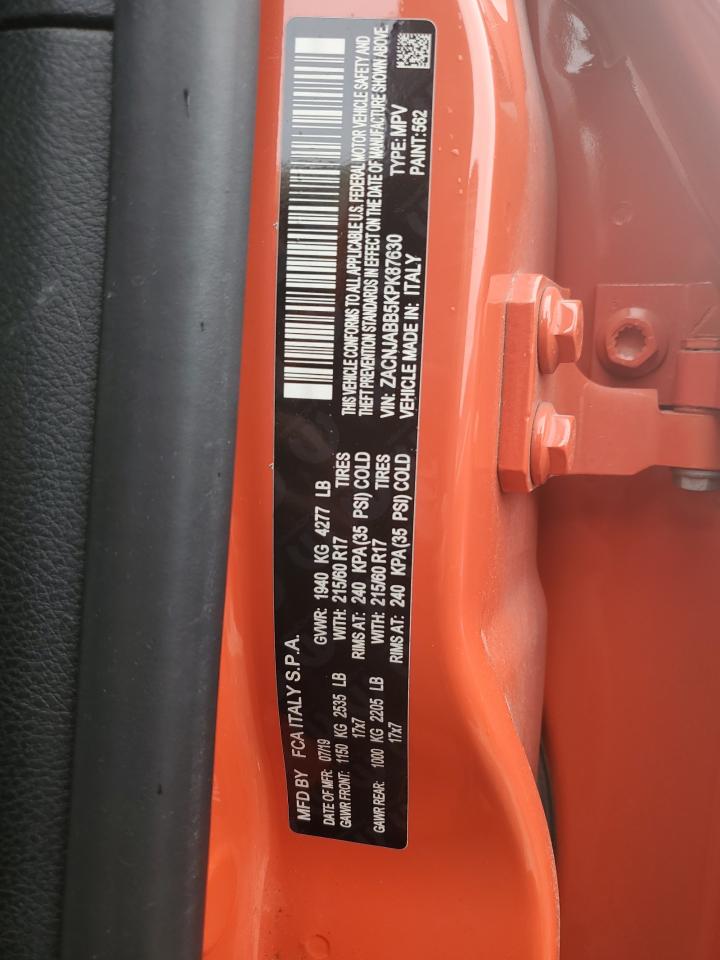 MFD BY FCA ITALY S.P.A.
DATE OF MFR: 07/19 GVWR: 1940 KG 4277 LB
GAWR FRONT: 1150 KG 2535 LB WITH: 215/60 R17 TIRES
17x7 RIMS AT: 240 KPA(35 PSI) COLD
GAWR REAR: 1000 KG 2205 LB WITH: 215/60 R17 TIRES
17x7 RIMS AT: 240 KPA(35 PSI) COLD
THIS VEHICLE CONFORMS TO ALL APPLICABLE U.S. FEDERAL MOTOR VEHICLE SAFETY AND
THEFT PREVENTION STANDARDS IN EFFECT ON THE DATE OF MANUFACTURE SHOWN ABOVE.
VIN: ZACNJABB5KPK87630 TYPE: MPV
VEHICLE MADE IN: ITALY PAINT: 562